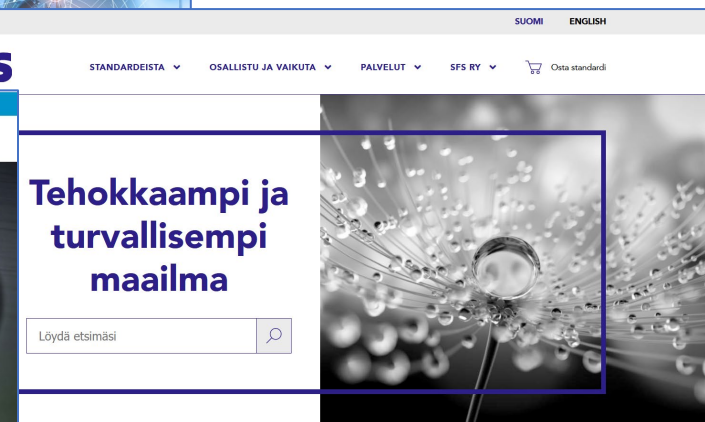 SUOMI ENGLISH
STANDARDEISTA OSALLISTU JA VAIKUTA PALVELUT SFS RY Osta standardi
Tehokkaampi ja
turvallisempi
maailma
Löydä etsimäsi